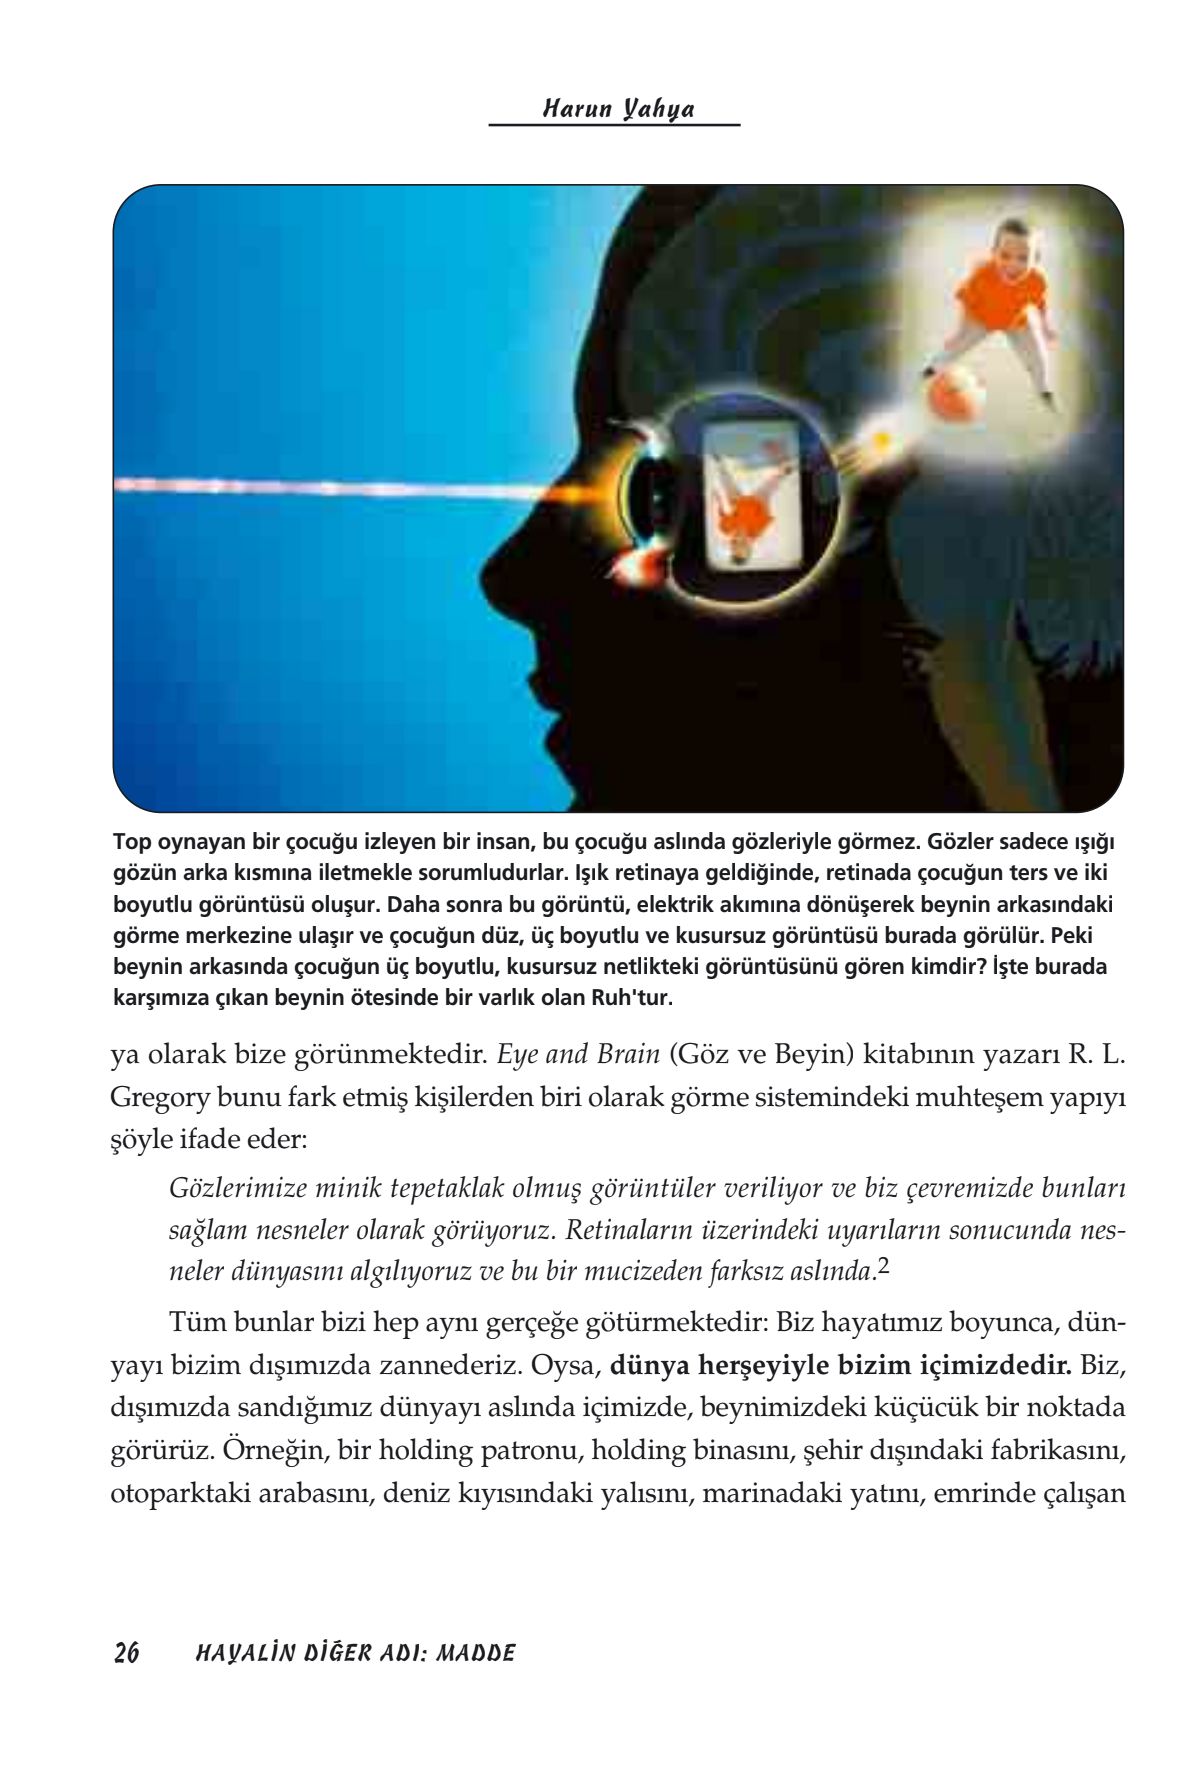 Harun Yahya
Top oynayan bir çocuğu izleyen bir insan, bu çocuğu aslında gözleriyle görmez. Gözler sadece ışığı
gözün arka kısmına iletmekle sorumludurlar. Işık retinaya geldiğinde, retinada çocuğun ters ve iki
boyutlu görüntüsü oluşur. Daha sonra bu görüntü, elektrik akımına dönüşerek beynin arkasındaki
görme merkezine ulaşır ve çocuğun düz, üç boyutlu ve kusursuz görüntüsü burada görülür. Peki
beynin arkasında çocuğun üç boyutlu, kusursuz netlikteki görüntüsünü gören kimdir? İşte burada
karşımıza çıkan beynin ötesinde bir varlık olan Ruh'tur.
ya olarak bize görünmektedir. Eye and Brain (Göz ve Beyin) kitabının yazarı R. L.
Gregory bunu fark etmiş kişilerden biri olarak görme sistemindeki muhteşem yapıyı
şöyle ifade eder:
Gözlerimize minik tepetaklak olmuş görüntüler veriliyor ve biz çevremizde bunları
sağlam nesneler olarak görüyoruz. Retinaların üzerindeki uyarıların sonucunda nes-
neler dünyasını algılıyoruz ve bu bir mucizeden farksız aslında.2
Tüm bunlar bizi hep aynı gerçeğe götürmektedir: Biz hayatımız boyunca, dün-
yayı bizim dışımızda zannederiz. Oysa, dünya herşeyiyle bizim içimizdedir. Biz,
dışımızda sandığımız dünyayı aslında içimizde, beynimizdeki küçücük bir noktada
görürüz. Örneğin, bir holding patronu, holding binasını, şehir dışındaki fabrikasını,
otoparktaki arabasını, deniz kıyısındaki yalısını, marinadaki yatını, emrinde çalışan
26 HAYALİN DİĞER ADI: MADDE